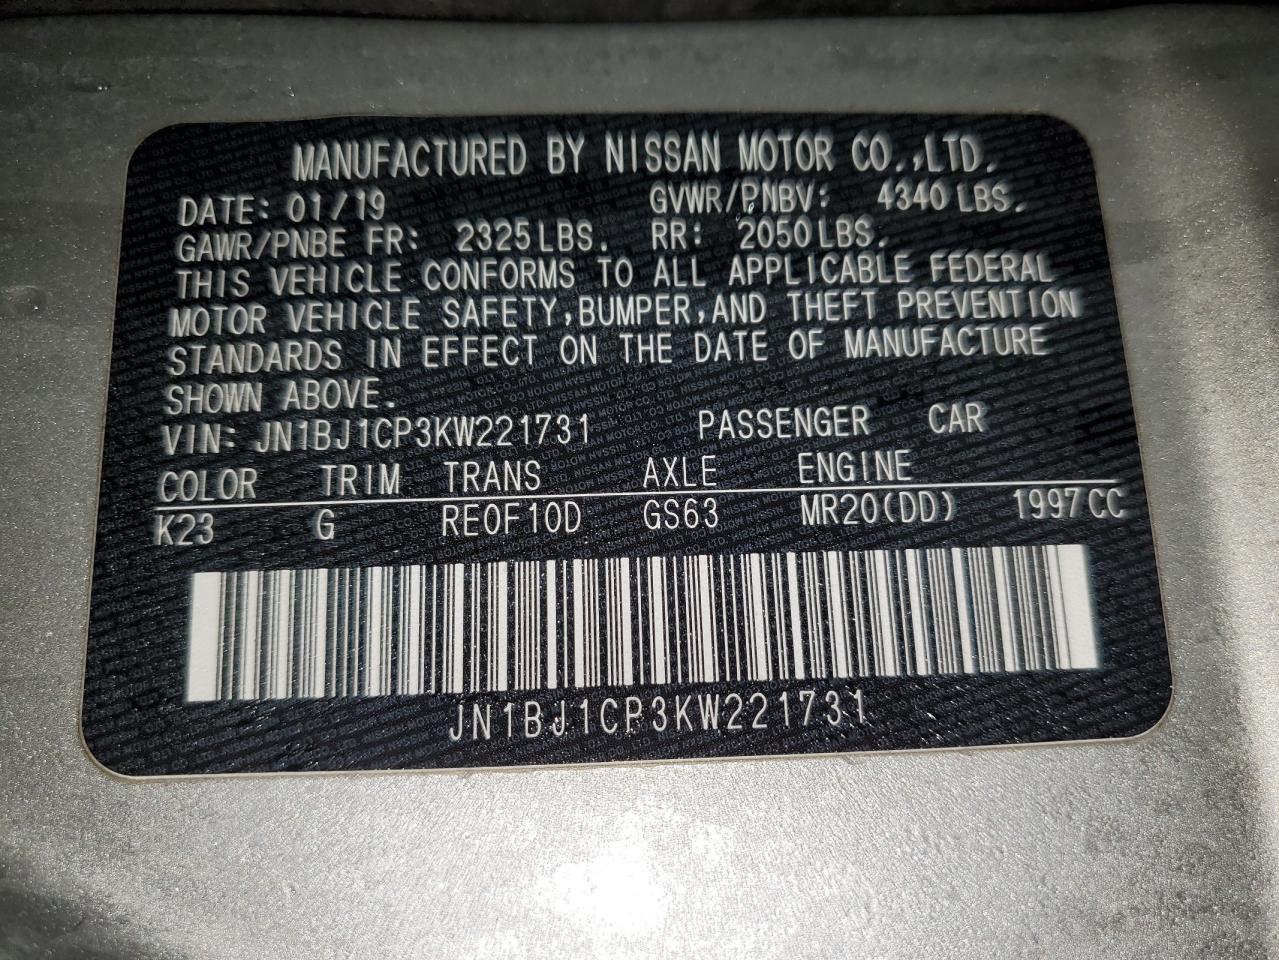 MANUFACTURED BY NISSAN MOTOR CO.,LTD.
DATE: 01/19 GVWR/PNBV: 4340 LBS.
GAWR/PNBE FR: 2325 LBS. RR: 2050 LBS.
THIS VEHICLE CONFORMS TO ALL APPLICABLE FEDERAL
MOTOR VEHICLE SAFETY,BUMPER,AND THEFT PREVENTION
STANDARDS IN EFFECT ON THE DATE OF MANUFACTURE
SHOWN ABOVE.
VIN: JN1BJ1CP3KW221731 PASSENGER CAR
COLOR TRIM TRANS AXLE ENGINE
K23 G RE0F10D GS63 MR20(DD) 1997CC
JN1BJ1CP3KW221731